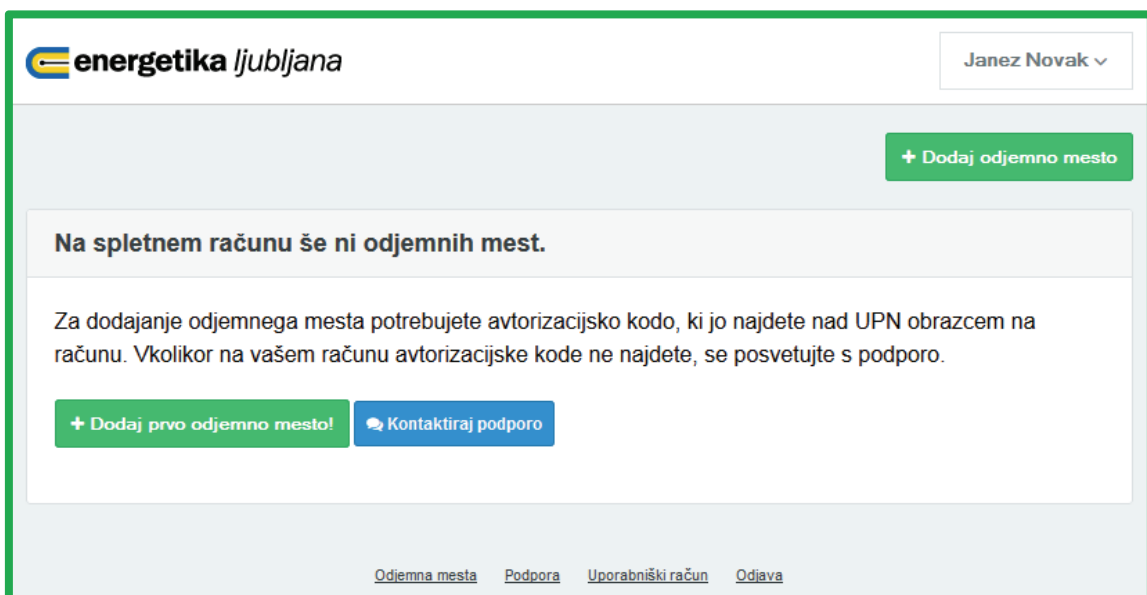 energetika ljubljana
Janez Novak
+ Dodaj odjemno mesto
Na spletnem računu še ni odjemnih mest.
Za dodajanje odjemnega mesta potrebujete avtorizacijsko kodo, ki jo najdete nad UPN obrazcem na
računu. Vkolikor na vašem računu avtorizacijske kode ne najdete, se posvetujte s podporo.
+ Dodaj prvo odjemno mesto!
Kontaktiraj podporo
Odjemna mesta Podpora Uporabniški račun Odjava